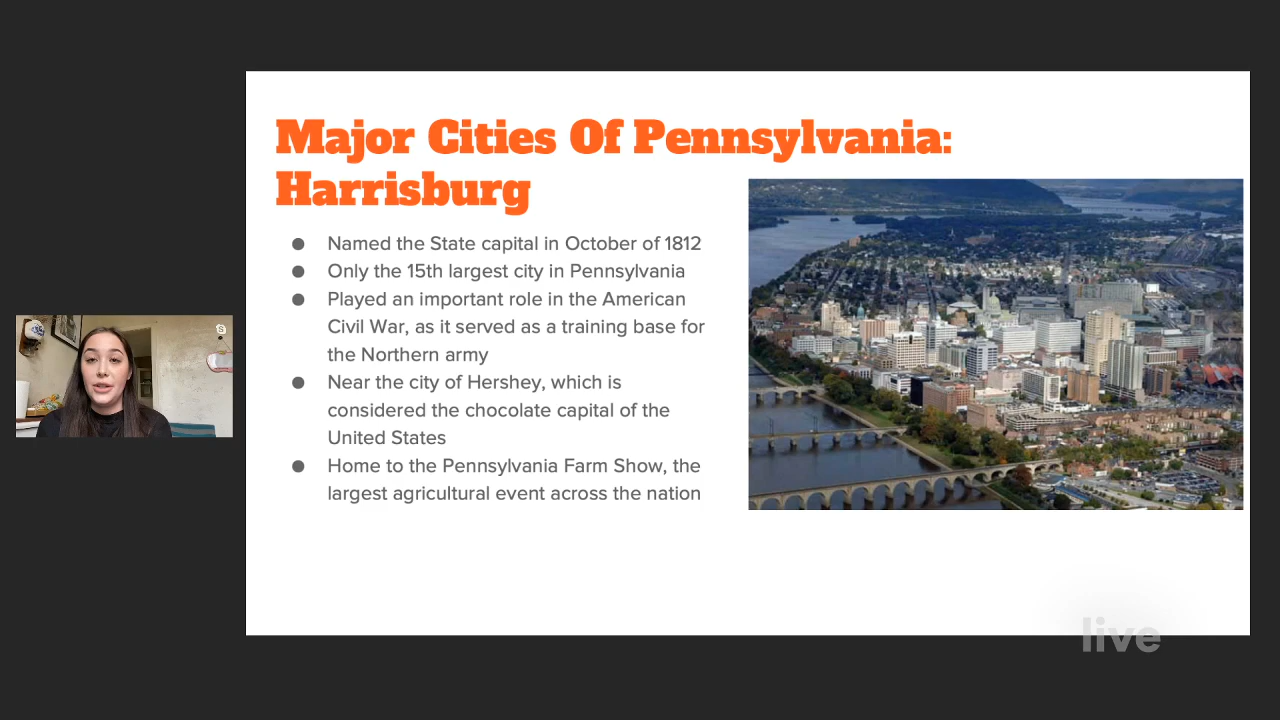 Major Cities Of Pennsylvania:
Harrisburg
● Named the State capital in October of 1812
● Only the 15th largest city in Pennsylvania
● Played an important role in the American
Civil War, as it served as a training base for
the Northern army
● Near the city of Hershey, which is
considered the chocolate capital of the
United States
● Home to the Pennsylvania Farm Show, the
largest agricultural event across the nation
live